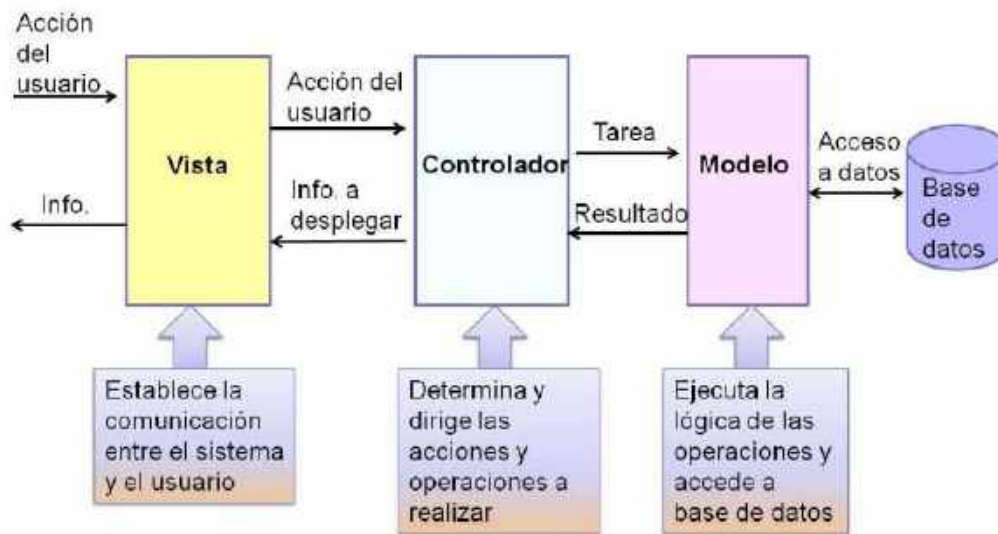 Acción
del
usuario
Info.
Vista
Acción del
usuario
Info. a
desplegar
Controlador
Tarea
Resultado
Modelo
Acceso
a datos
Base
de
datos
Establece la
comunicación
entre el sistema
y el usuario
Determina y
dirige las
acciones y
operaciones a
realizar
Ejecuta la
lógica de las
operaciones y
accede a
base de datos